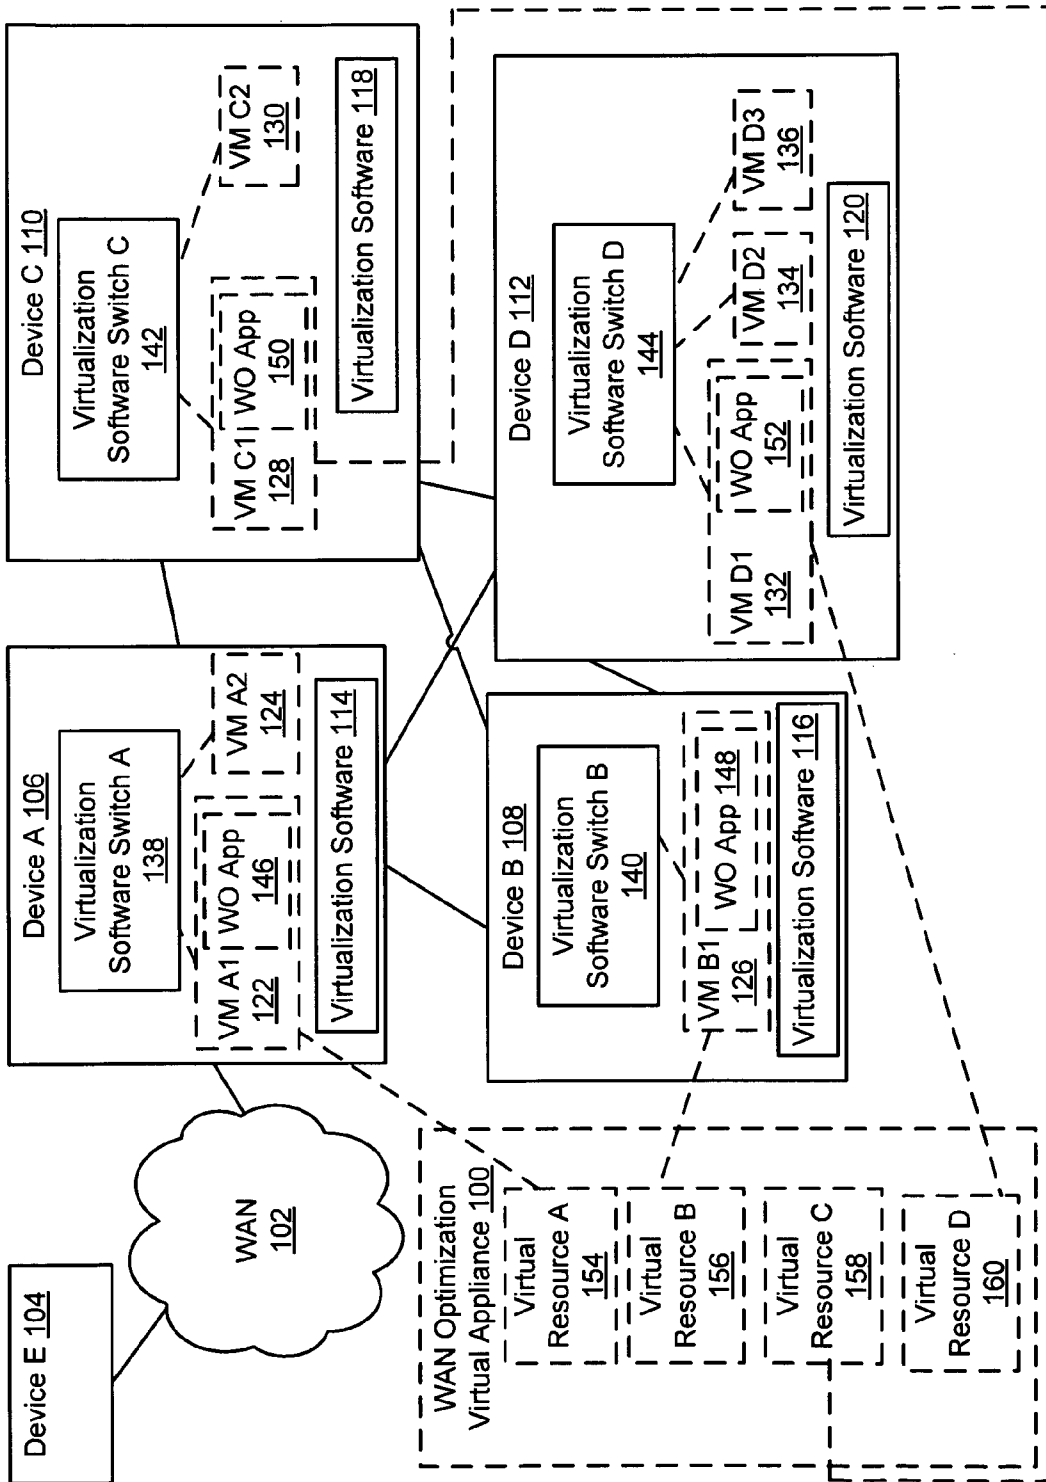 Device E 104
WAN
102
WAN Optimization
Virtual Appliance 100
Virtual
Resource A
154
Virtual
Resource B
156
Virtual
Resource C
158
Virtual
Resource D
160
Device A 106
Virtualization
Software Switch A
138
VM A1
122
WO App
146
VM A2
124
Virtualization Software 114
Device B 108
Virtualization
Software Switch B
140
VM B1
126
WO App 148
Virtualization Software 116
Device C 110
Virtualization
Software Switch C
142
VM C1
128
WO App
150
VM C2
130
Virtualization Software 118
Device D 112
Virtualization
Software Switch D
144
VM D1
132
WO App
152
VM D2
134
VM D3
136
Virtualization Software 120